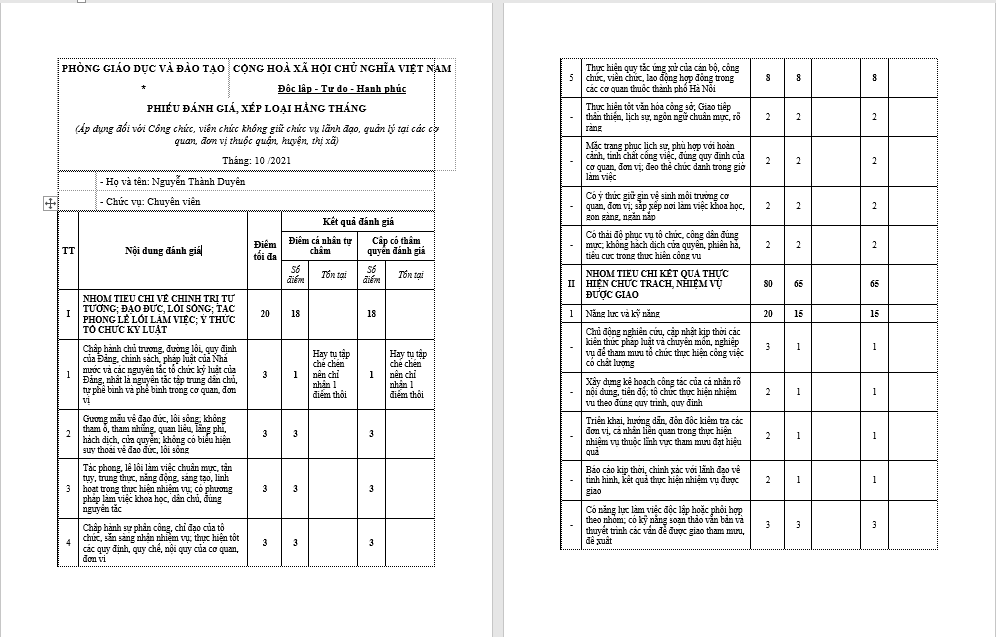 PHÒNG GIÁO DỤC VÀ ĐÀO TẠO
*
CỘNG HOÀ XÃ HỘI CHỦ NGHĨA VIỆT NAM
Độc lập - Tự do - Hạnh phúc
PHIẾU ĐÁNH GIÁ, XẾP LOẠI HẰNG THÁNG
(Áp dụng đối với Công chức, viên chức không giữ chức vụ lãnh đạo, quản lý tại các cơ
quan, đơn vị thuộc quận, huyện, thị xã)
Tháng: 10 /2021
- Họ và tên: Nguyễn Thành Duyên
- Chức vụ: Chuyên viên
TT
Nội dung đánh giá
Điểm
tối đa
Kết quả đánh giá
Điểm cá nhân tự
chấm
Cấp có thẩm
quyền đánh giá
Số
điểm
Tồn tại
Số
điểm
Tồn tại
I
NHÓM TIÊU CHÍ VỀ CHÍNH TRỊ TƯ
TƯỞNG; ĐẠO ĐỨC, LỐI SỐNG; TÁC
PHONG LỀ LỐI LÀM VIỆC; Ý THỨC
TỔ CHỨC KỶ LUẬT
20
18
18
1
Chấp hành chủ trương, đường lối, quy định
của Đảng, chính sách, pháp luật của Nhà
nước và các nguyên tắc tổ chức kỷ luật của
Đảng, nhất là nguyên tắc tập trung dân chủ,
tự phê bình và phê bình trong cơ quan, đơn
vị
3
1
Hay tụ tập
chè chén
nên chỉ
nhận 1
điểm thôi
1
Hay tụ tập
chè chén
nên chỉ
nhận 1
điểm thôi
2
Gương mẫu về đạo đức, lối sống; không
tham ô, tham nhũng, quan liêu, lãng phí,
hách dịch, cửa quyền; không có biểu hiện
suy thoái về đạo đức, lối sống
3
3
3
3
Tác phong, lề lối làm việc chuẩn mực, tận
tụy, trung thực, năng động, sáng tạo, linh
hoạt trong thực hiện nhiệm vụ; có phương
pháp làm việc khoa học, dân chủ, đúng
nguyên tắc
3
3
3
4
Chấp hành sự phân công, chỉ đạo của tổ
chức, sẵn sàng nhận nhiệm vụ; thực hiện tốt
các quy định, quy chế, nội quy của cơ quan,
đơn vị
3
3
3
5
Thực hiện quy tắc ứng xử của cán bộ, công
chức, viên chức, lao động hợp đồng trong
các cơ quan thuộc thành phố Hà Nội
8
8
8
-
Thực hiện tốt văn hóa công sở; Giao tiếp
thân thiện, lịch sự, ngôn ngữ chuẩn mực, rõ
ràng
2
2
2
-
Mặc trang phục lịch sự, phù hợp với hoàn
cảnh, tính chất công việc, đúng quy định của
cơ quan, đơn vị; đeo thẻ chức danh trong giờ
làm việc
2
2
2
-
Có ý thức giữ gìn vệ sinh môi trường cơ
quan, đơn vị; sắp xếp nơi làm việc khoa học,
gọn gàng, ngăn nắp
2
2
2
-
Có thái độ phục vụ tổ chức, công dân đúng
mực; không hách dịch cửa quyền, phiền hà,
tiêu cực trong thực hiện công vụ
2
2
2
II
NHÓM TIÊU CHÍ KẾT QUẢ THỰC
HIỆN CHỨC TRÁCH, NHIỆM VỤ
ĐƯỢC GIAO
80
65
65
1
Năng lực và kỹ năng
20
15
15
-
Chủ động nghiên cứu, cập nhật kịp thời các
kiến thức pháp luật và chuyên môn, nghiệp
vụ để tham mưu tổ chức thực hiện công việc
có chất lượng
3
1
1
-
Xây dựng kế hoạch công tác của cá nhân rõ
nội dung, tiến độ; tổ chức thực hiện nhiệm
vụ theo đúng quy trình, quy định
2
1
1
-
Triển khai, hướng dẫn, đôn đốc kiểm tra các
đơn vị, cá nhân liên quan trong thực hiện
nhiệm vụ thuộc lĩnh vực tham mưu đạt hiệu
quả
2
1
1
-
Báo cáo kịp thời, chính xác với lãnh đạo về
tình hình, kết quả thực hiện nhiệm vụ được
giao
2
1
1
-
Có năng lực làm việc độc lập hoặc phối hợp
theo nhóm; có kỹ năng soạn thảo văn bản và
thuyết trình các vấn đề được giao tham mưu,
đề xuất
3
3
3